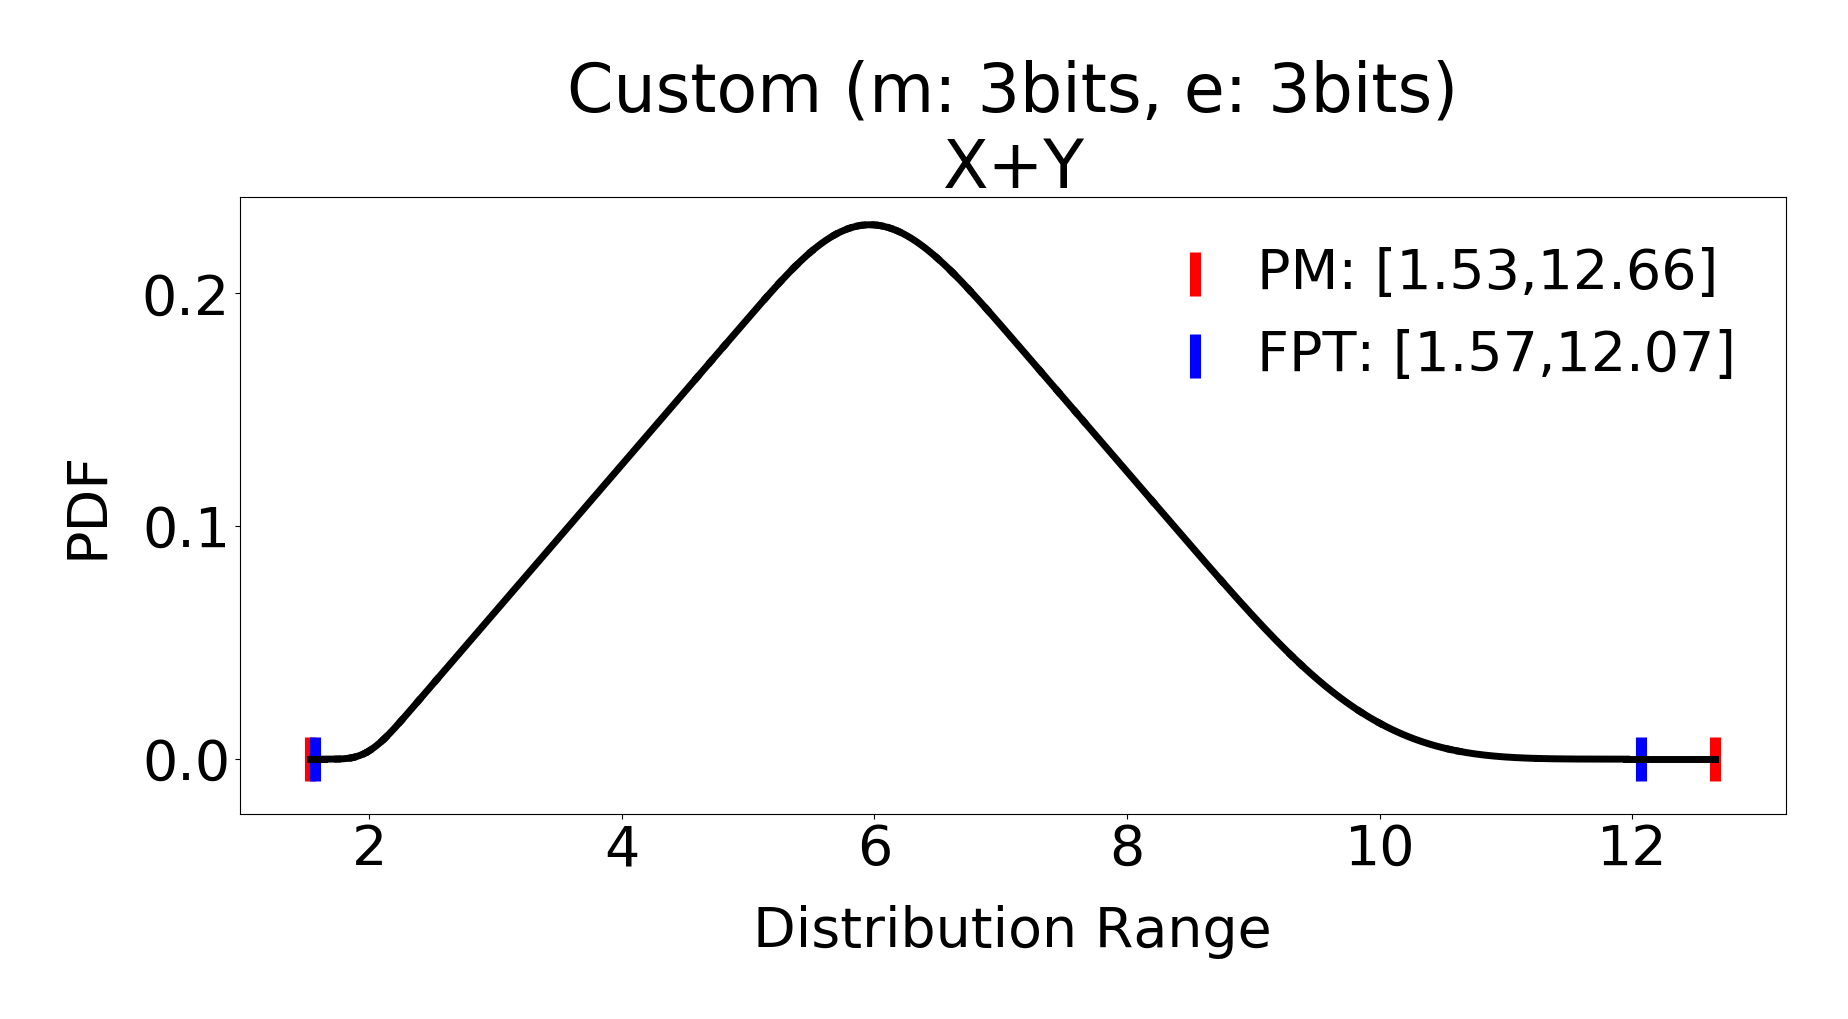 Custom (m: 3bits, e: 3bits)
X+Y
PM: [1.53,12.66]
FPT: [1.57,12.07]
PDF
0.2
0.1
0.0
2 4 6 8 10 12
Distribution Range